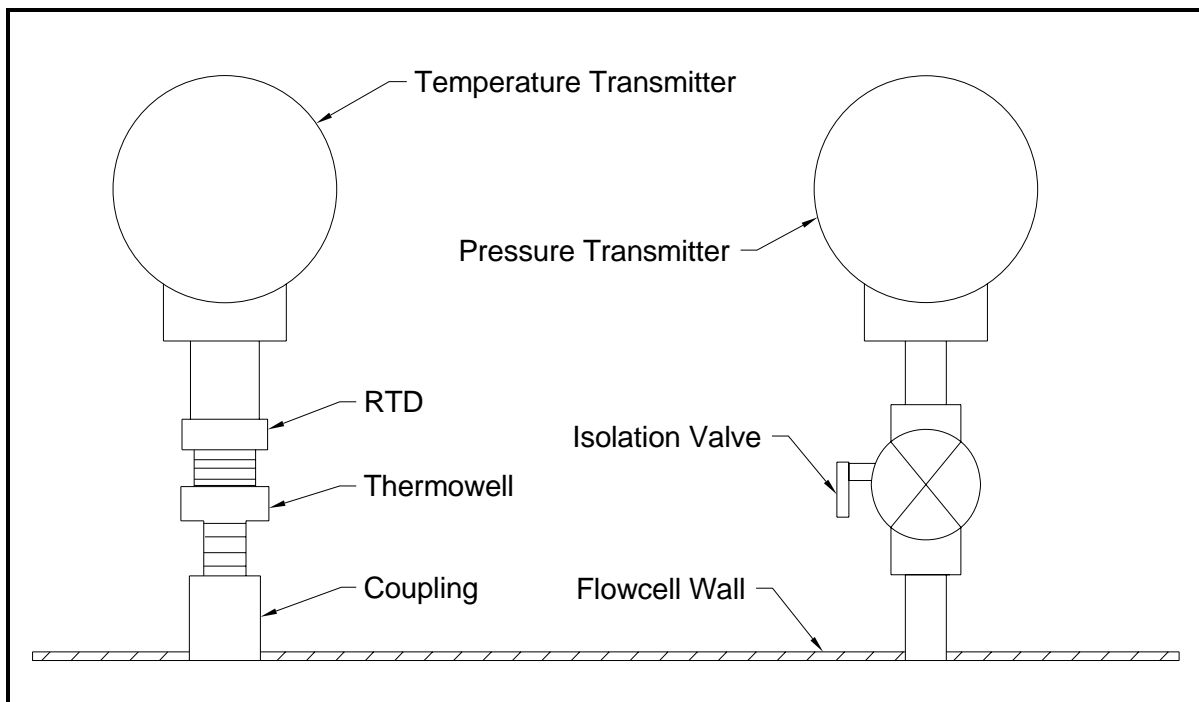 Temperature Transmitter
Pressure Transmitter
RTD
Isolation Valve
Thermowell
Coupling
Flowcell Wall